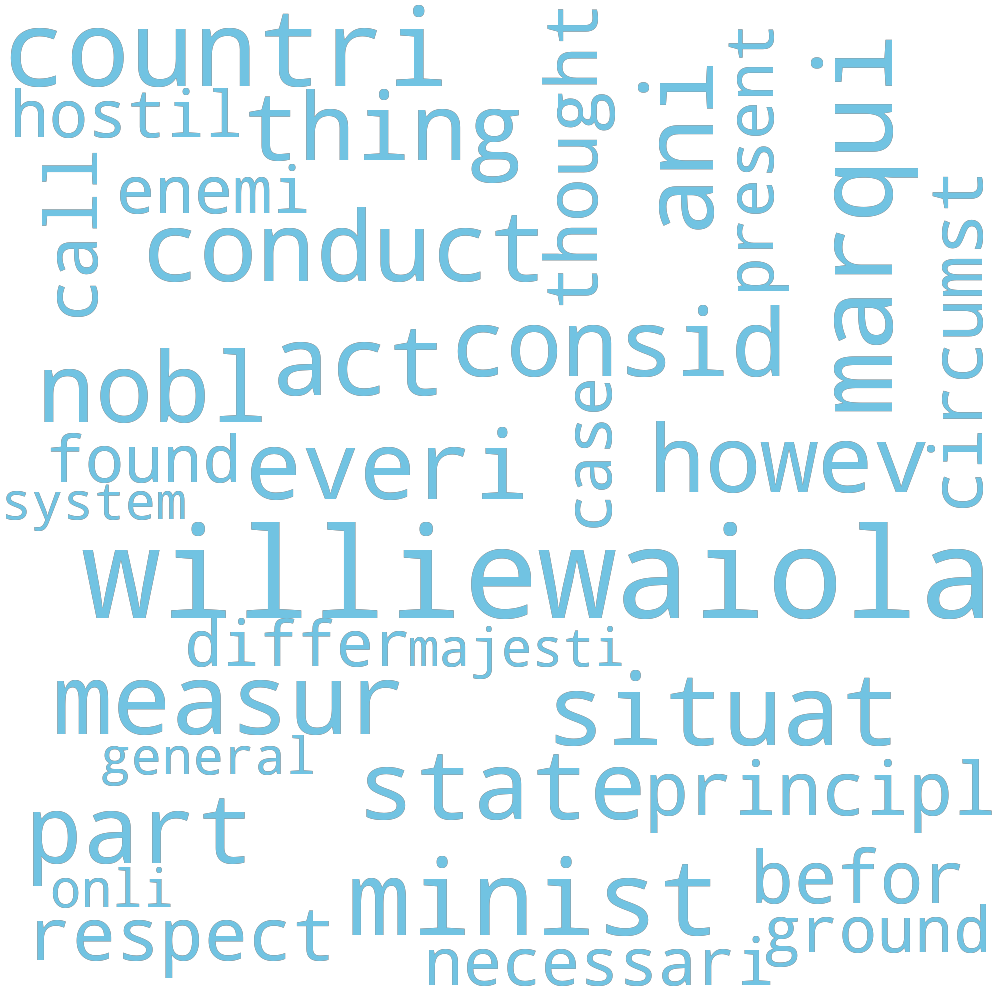 countri
hostil
thing
thought
ani
present
marqui
call
enemi
conduct
circumst
consid
act
nobl
case
howev
found
everi
system
williewaiola
differ
majesti
measur
situat
general
state
principl
part
minist
befor
onli
respect
ground
necessari